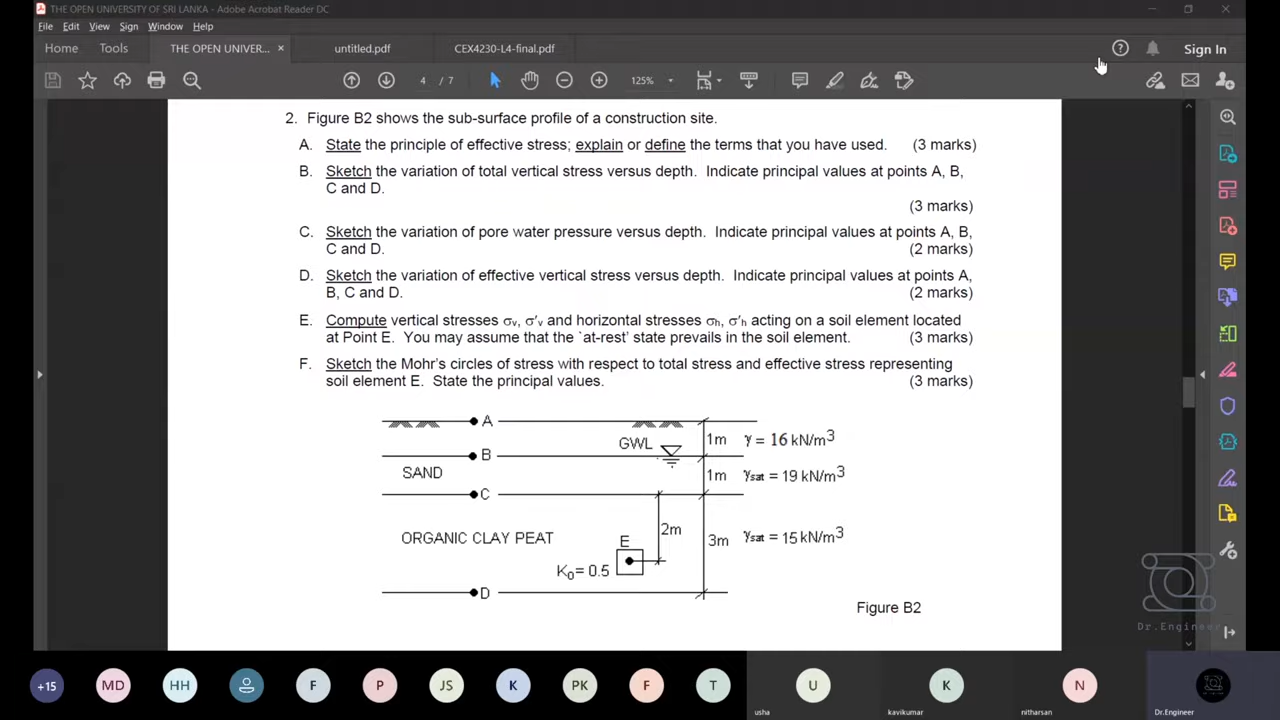 THE OPEN UNIVERSITY OF SRI LANKA - Adobe Acrobat Reader DC
File Edit View Sign Window Help
Home Tools THE OPEN UNIVER... × untitled.pdf CEX4230-L4-final.pdf Sign In
4 / 7 125%
2. Figure B2 shows the sub-surface profile of a construction site.
A. State the principle of effective stress; explain or define the terms that you have used. (3 marks)
B. Sketch the variation of total vertical stress versus depth. Indicate principal values at points A, B,
C and D.
(3 marks)
C. Sketch the variation of pore water pressure versus depth. Indicate principal values at points A, B,
C and D. (2 marks)
D. Sketch the variation of effective vertical stress versus depth. Indicate principal values at points A,
B, C and D. (2 marks)
E. Compute vertical stresses σv, σ'v and horizontal stresses σh, σ'h acting on a soil element located
at Point E. You may assume that the `at-rest' state prevails in the soil element. (3 marks)
F. Sketch the Mohr's circles of stress with respect to total stress and effective stress representing
soil element E. State the principal values. (3 marks)
A
GWL 1m γ = 16 kN/m3
B
SAND 1m γsat = 19 kN/m3
C
2m
ORGANIC CLAY PEAT E 3m γsat = 15 kN/m3
K0 = 0.5
D
Figure B2
Dr.Engineer
+15 MD HH F P JS K PK F T U K N
usha kavikumar nitharsan Dr.Engineer